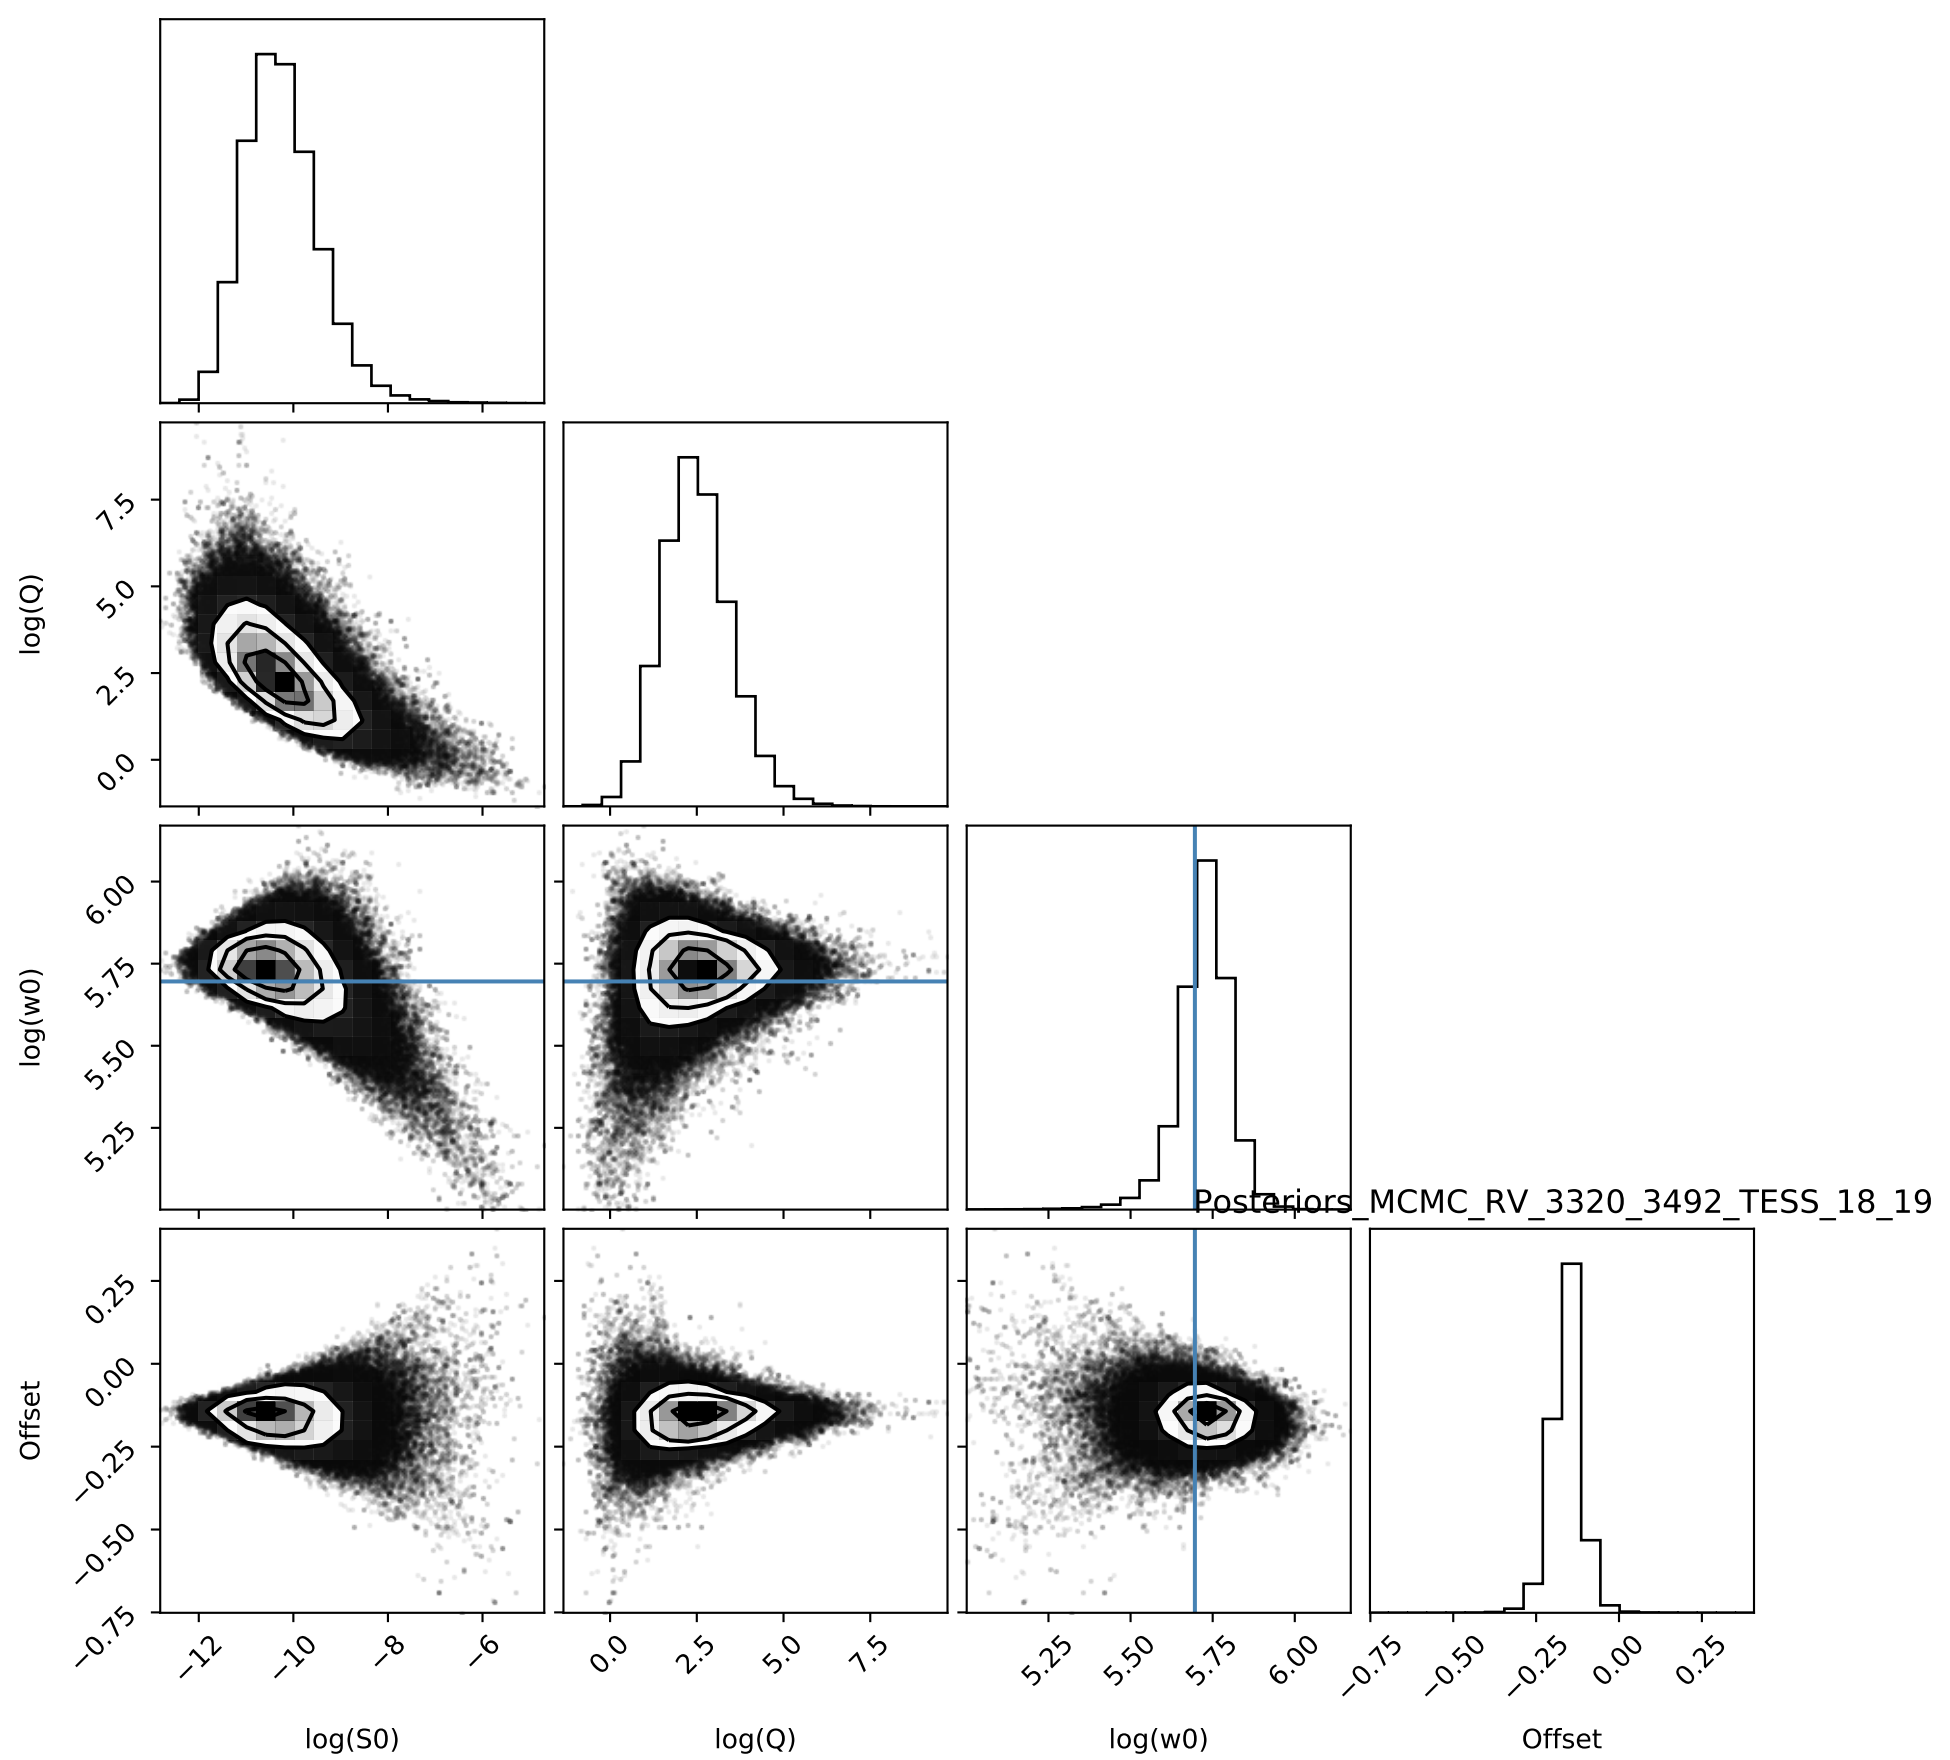 7.5
5.0
2.5
0.0
log(Q)
6.00
5.75
5.50
5.25
log(w0)
Posteriors_MCMC_RV_3320_3492_TESS_18_19
0.25
0.00
−0.25
−0.50
−0.75
Offset
−12 −10 −8 −6 0.0 2.5 5.0 7.5 5.25 5.50 5.75 6.00 −0.75 −0.50 −0.25 0.00 0.25
log(S0) log(Q) log(w0) Offset